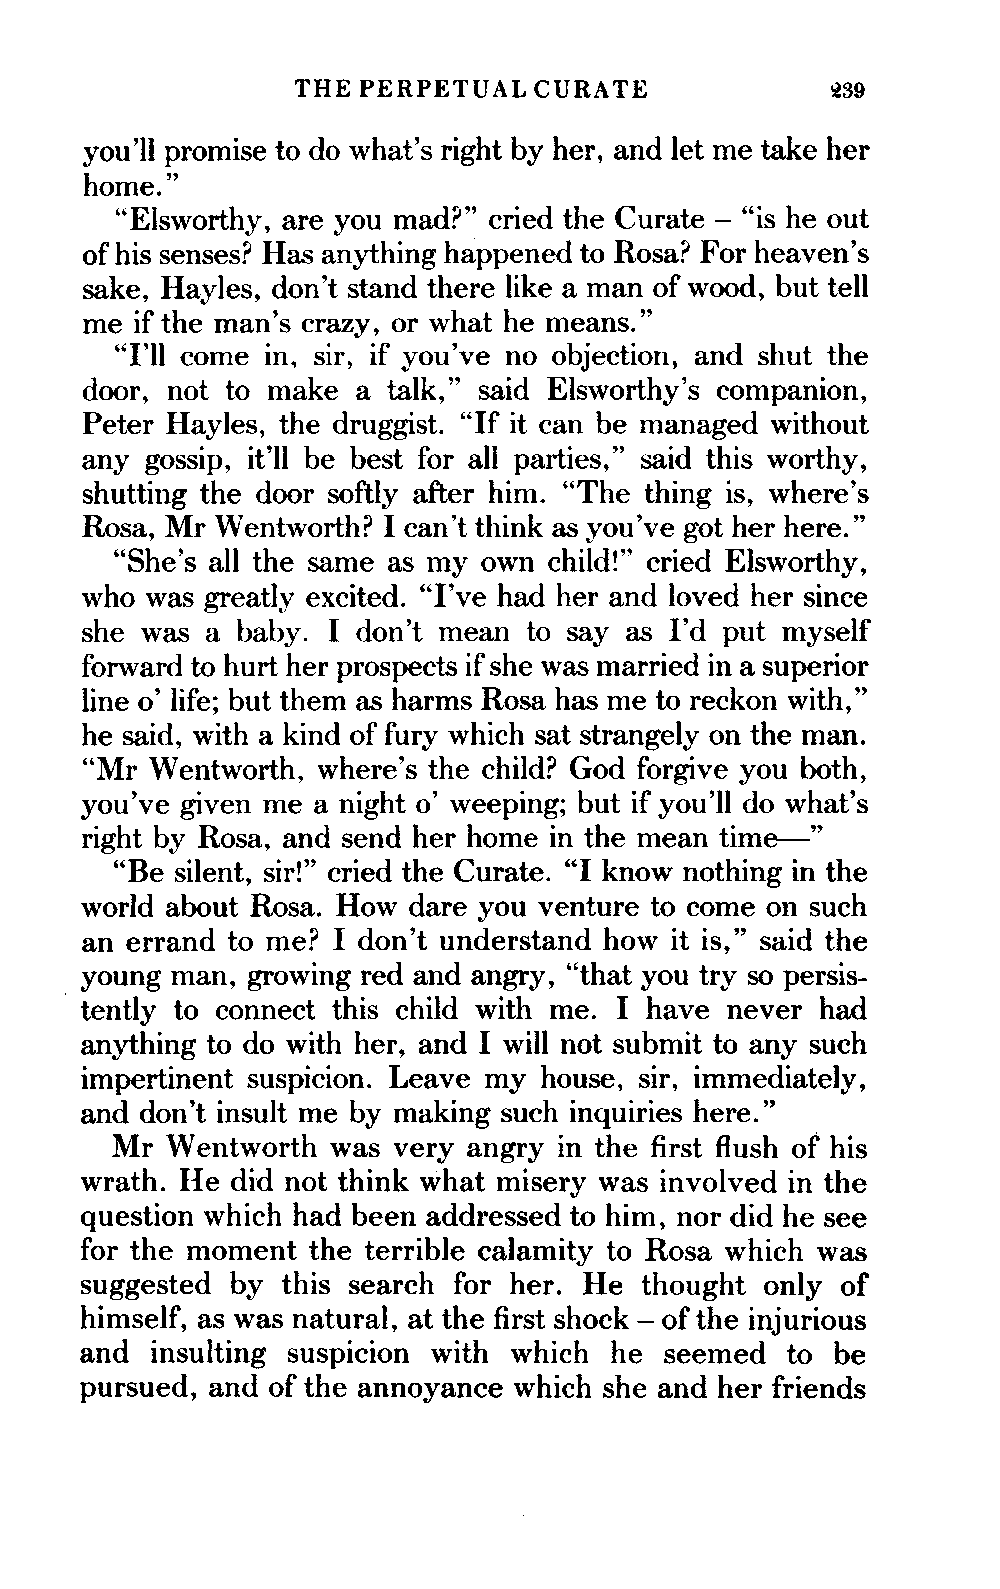 THE PERPETUAL CURATE 239
you'll promise to do what's right by her, and let me take her
home."
"Elsworthy, are you mad?" cried the Curate – "is he out
of his senses? Has anything happened to Rosa? For heaven's
sake, Hayles, don't stand there like a man of wood, but tell
me if the man's crazy, or what he means."
"I'll come in, sir, if you've no objection, and shut the
door, not to make a talk," said Elsworthy's companion,
Peter Hayles, the druggist. "If it can be managed without
any gossip, it'll be best for all parties," said this worthy,
shutting the door softly after him. "The thing is, where's
Rosa, Mr Wentworth? I can't think as you've got her here."
"She's all the same as my own child!" cried Elsworthy,
who was greatly excited. "I've had her and loved her since
she was a baby. I don't mean to say as I'd put myself
forward to hurt her prospects if she was married in a superior
line o' life; but them as harms Rosa has me to reckon with,"
he said, with a kind of fury which sat strangely on the man.
"Mr Wentworth, where's the child? God forgive you both,
you've given me a night o' weeping; but if you'll do what's
right by Rosa, and send her home in the mean time—"
"Be silent, sir!" cried the Curate. "I know nothing in the
world about Rosa. How dare you venture to come on such
an errand to me? I don't understand how it is," said the
young man, growing red and angry, "that you try so persis-
tently to connect this child with me. I have never had
anything to do with her, and I will not submit to any such
impertinent suspicion. Leave my house, sir, immediately,
and don't insult me by making such inquiries here."
Mr Wentworth was very angry in the first flush of his
wrath. He did not think what misery was involved in the
question which had been addressed to him, nor did he see
for the moment the terrible calamity to Rosa which was
suggested by this search for her. He thought only of
himself, as was natural, at the first shock – of the injurious
and insulting suspicion with which he seemed to be
pursued, and of the annoyance which she and her friends